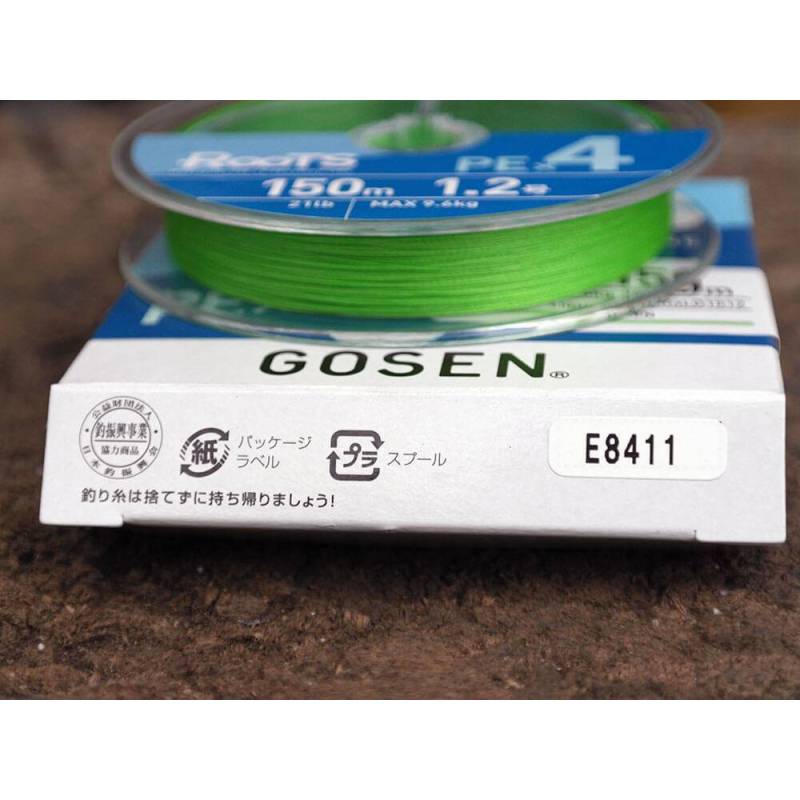 RooTS
PE×4
150m 1.2号
21lb MAX 9.6kg
GOSEN®
公益財団法人
釣振興事業
協力商品
日本釣振興会
紙 パッケージ
ラベル
プラ スプール
E8411
釣り糸は捨てずに持ち帰りましょう!